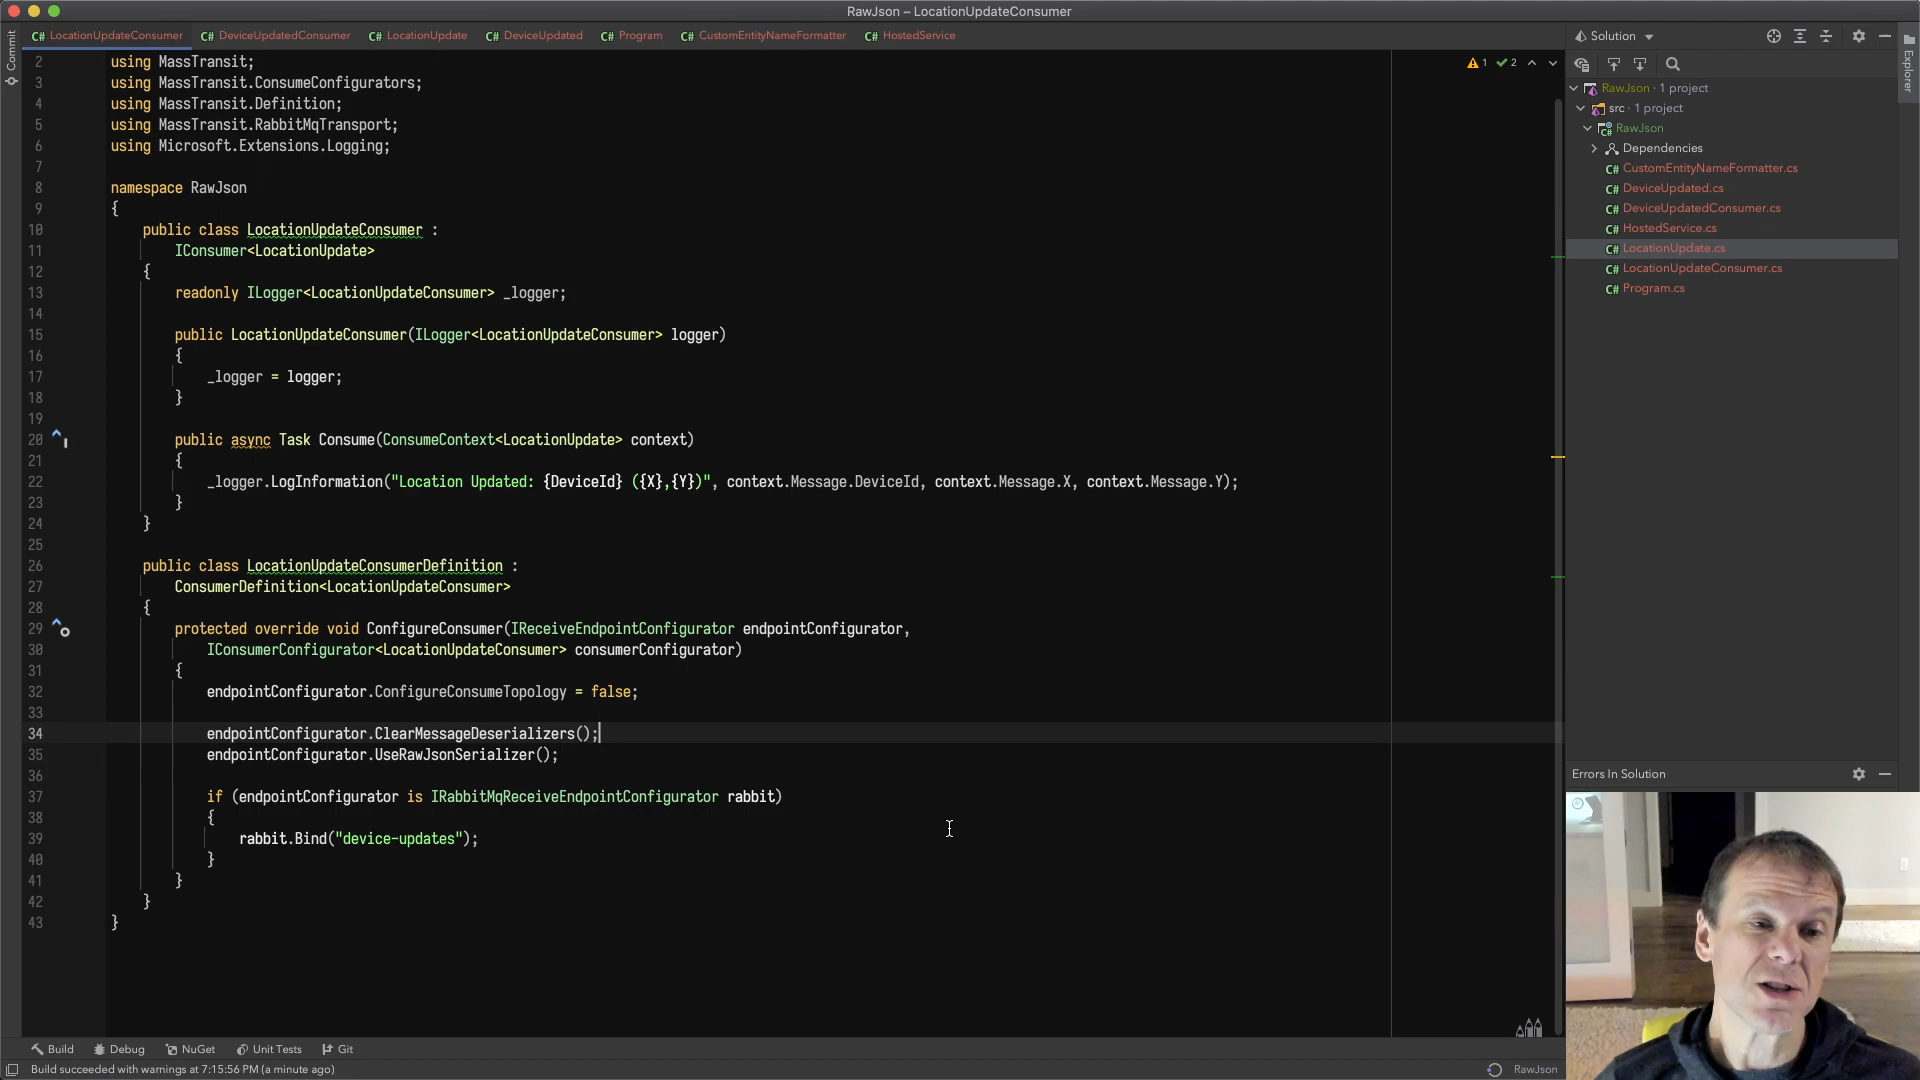 RawJson – LocationUpdateConsumer
Commit
C# LocationUpdateConsumer
C# DeviceUpdatedConsumer
C# LocationUpdate
C# DeviceUpdated
C# Program
C# CustomEntityNameFormatter
C# HostedService
2 using MassTransit;
3 using MassTransit.ConsumeConfigurators;
4 using MassTransit.Definition;
5 using MassTransit.RabbitMqTransport;
6 using Microsoft.Extensions.Logging;
7
8 namespace RawJson
9 {
10 public class LocationUpdateConsumer :
11 IConsumer<LocationUpdate>
12 {
13 readonly ILogger<LocationUpdateConsumer> _logger;
14
15 public LocationUpdateConsumer(ILogger<LocationUpdateConsumer> logger)
16 {
17 _logger = logger;
18 }
19
20 public async Task Consume(ConsumeContext<LocationUpdate> context)
21 {
22 _logger.LogInformation("Location Updated: {DeviceId} ({X},{Y})", context.Message.DeviceId, context.Message.X, context.Message.Y);
23 }
24 }
25
26 public class LocationUpdateConsumerDefinition :
27 ConsumerDefinition<LocationUpdateConsumer>
28 {
29 protected override void ConfigureConsumer(IReceiveEndpointConfigurator endpointConfigurator,
30 IConsumerConfigurator<LocationUpdateConsumer> consumerConfigurator)
31 {
32 endpointConfigurator.ConfigureConsumeTopology = false;
33
34 endpointConfigurator.ClearMessageDeserializers();
35 endpointConfigurator.UseRawJsonSerializer();
36
37 if (endpointConfigurator is IRabbitMqReceiveEndpointConfigurator rabbit)
38 {
39 rabbit.Bind("device-updates");
40 }
41 }
42 }
43 }
1 2
Solution
Explorer
RawJson · 1 project
src · 1 project
RawJson
Dependencies
C# CustomEntityNameFormatter.cs
C# DeviceUpdated.cs
C# DeviceUpdatedConsumer.cs
C# HostedService.cs
C# LocationUpdate.cs
C# LocationUpdateConsumer.cs
C# Program.cs
Errors In Solution
Build Debug NuGet Unit Tests Git
Build succeeded with warnings at 7:15:56 PM (a minute ago)
RawJson